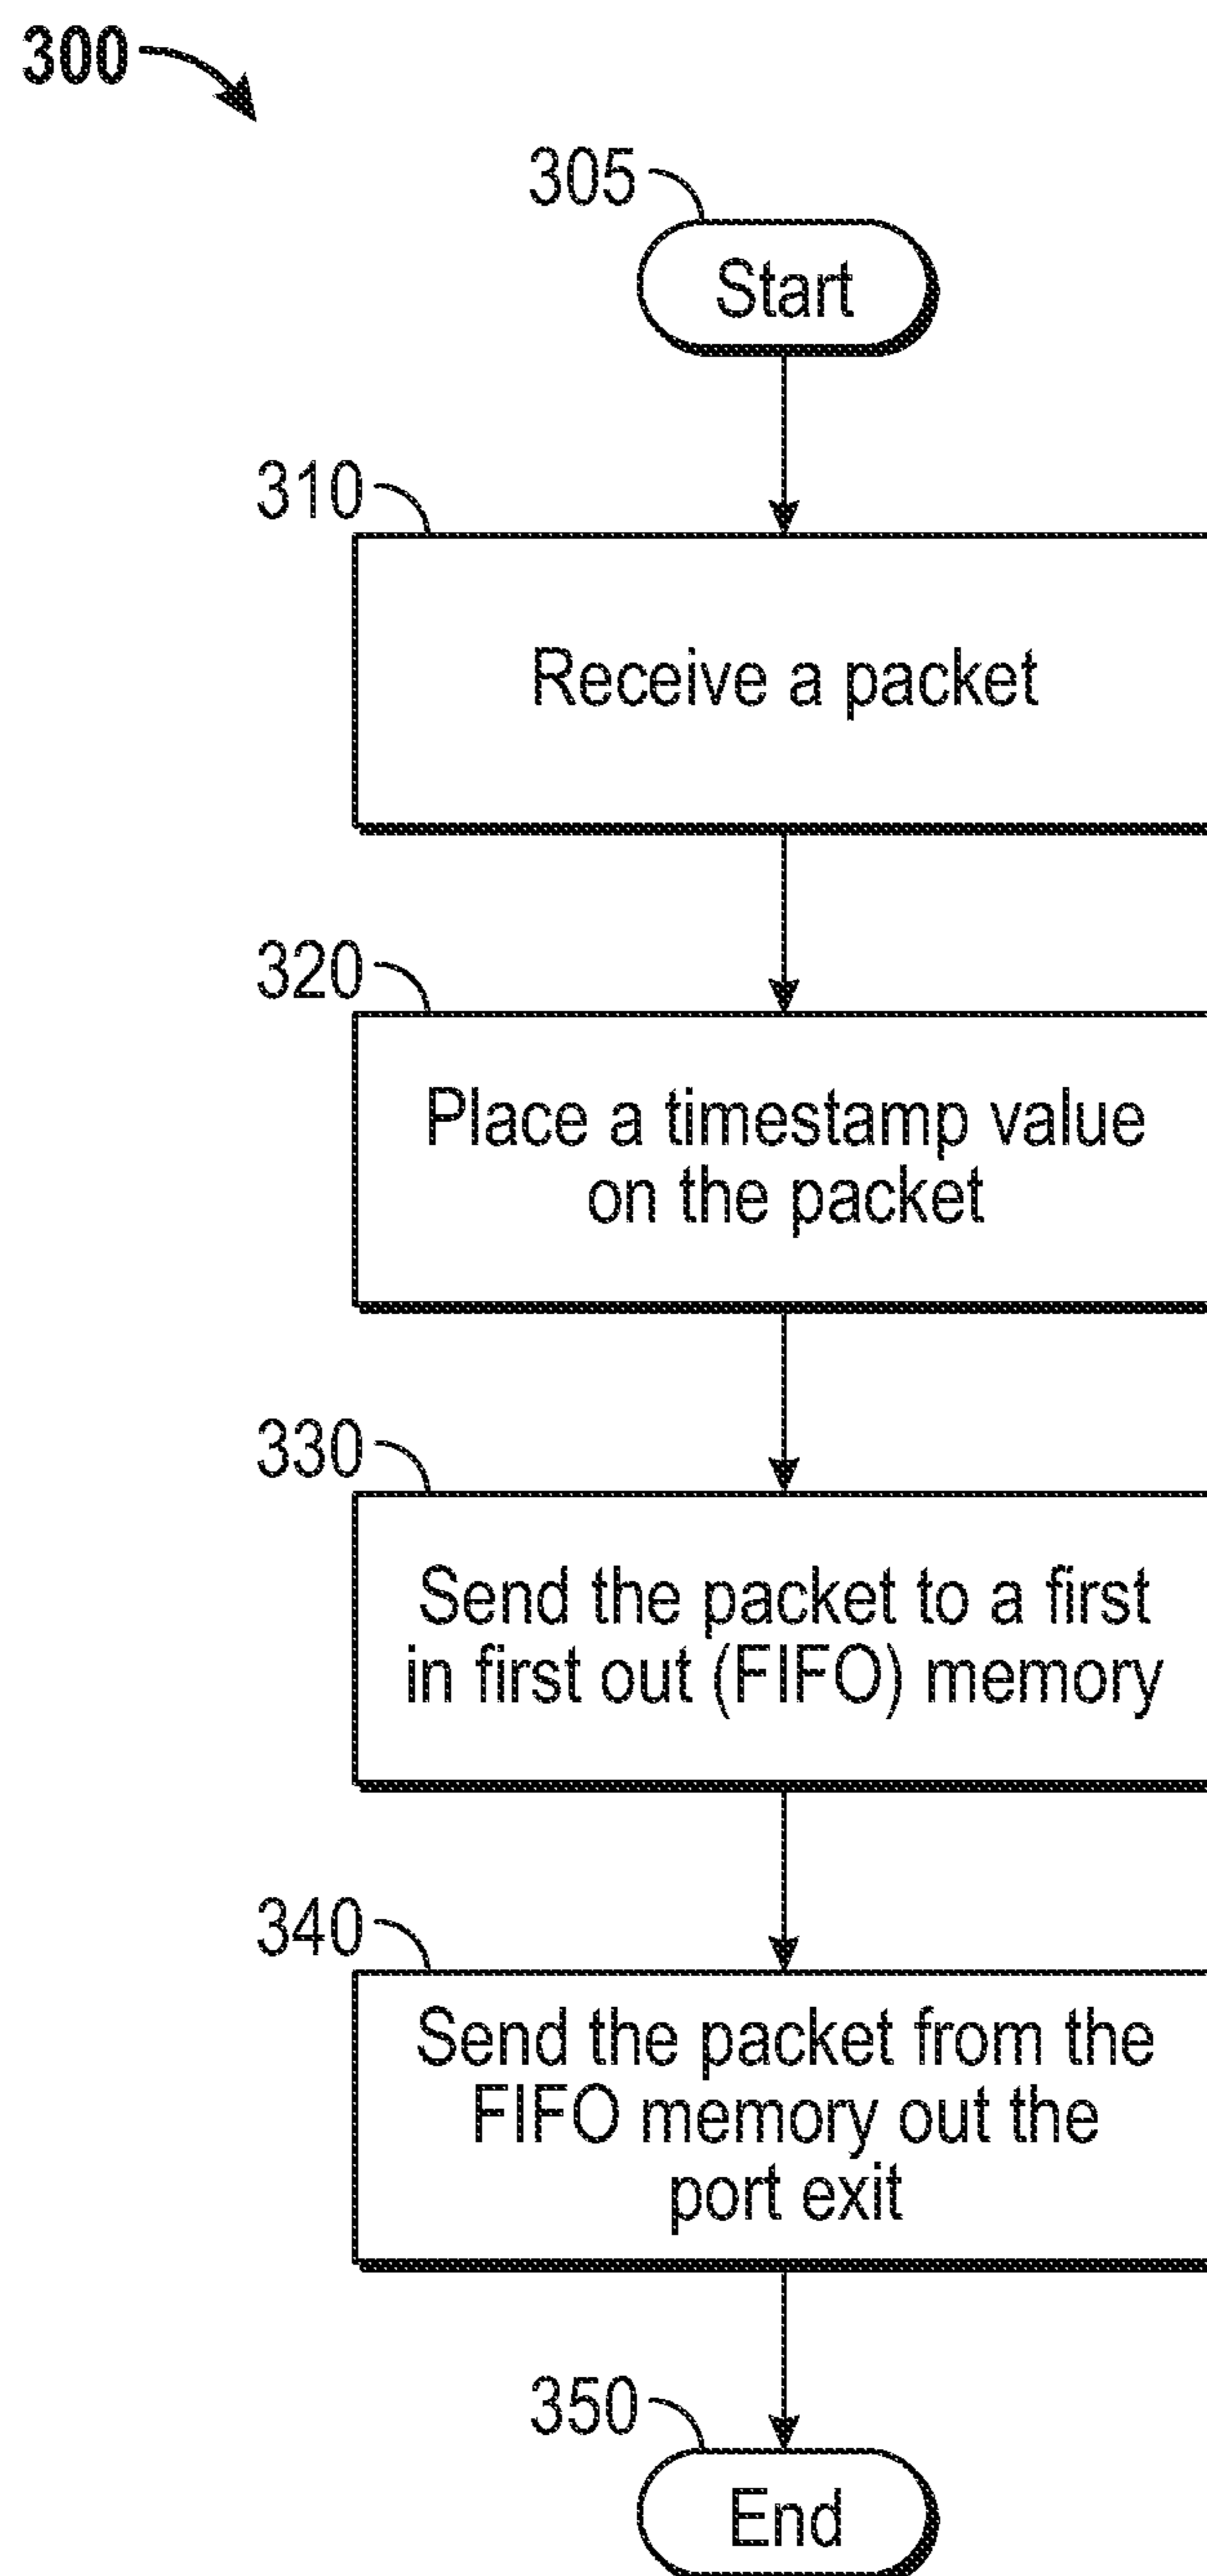 300
305
Start
310
Receive a packet
320
Place a timestamp value
on the packet
330
Send the packet to a first
in first out (FIFO) memory
340
Send the packet from the
FIFO memory out the
port exit
350
End